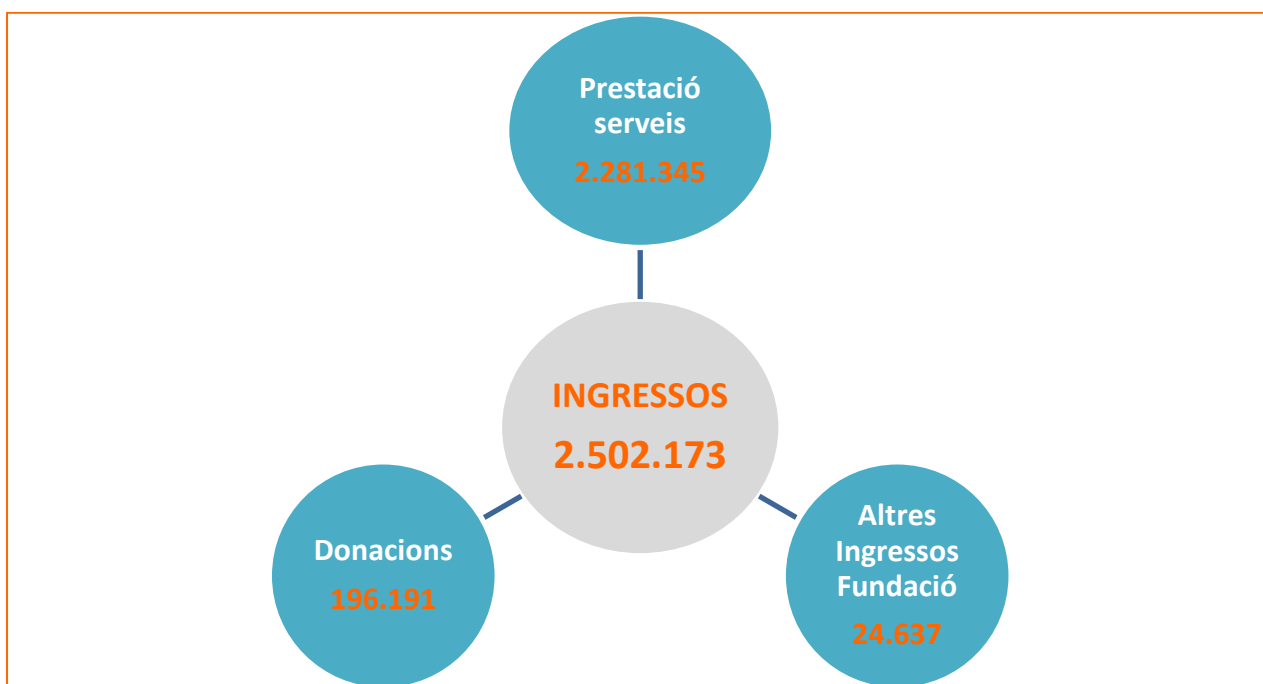 Prestació
serveis
2.281.345
INGRESSOS
2.502.173
Donacions
196.191
Altres
Ingressos
Fundació
24.637